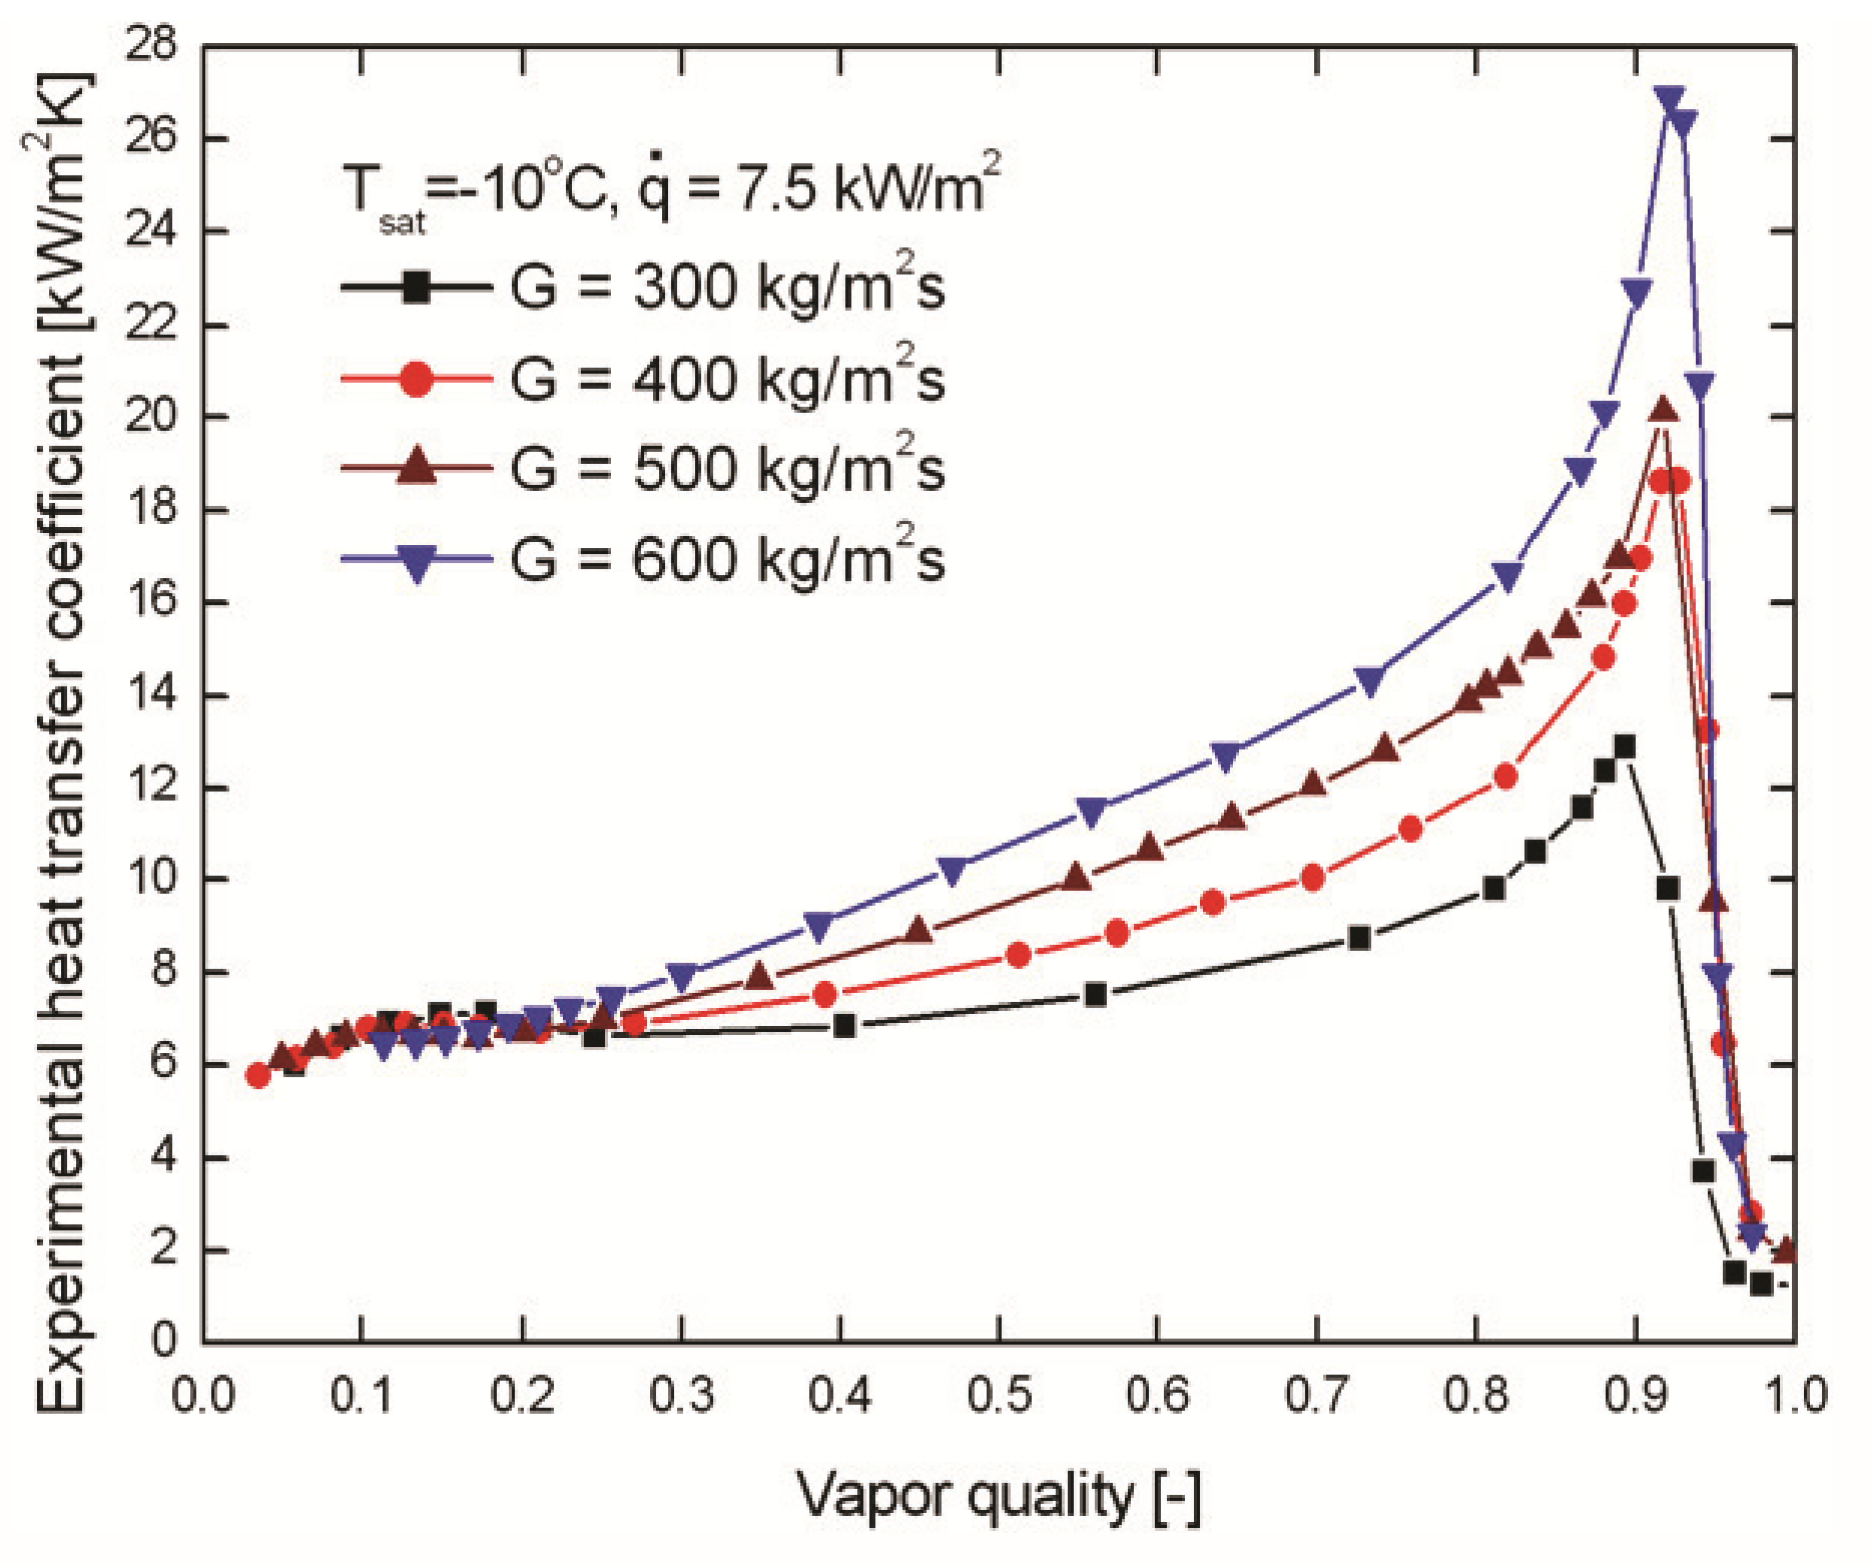 Experimental heat transfer coefficient [kW/m²K]
28
26
24
22
20
18
16
14
12
10
8
6
4
2
0
T_sat=-10°C, q̇ = 7.5 kW/m²
G = 300 kg/m²s
G = 400 kg/m²s
G = 500 kg/m²s
G = 600 kg/m²s
0.0 0.1 0.2 0.3 0.4 0.5 0.6 0.7 0.8 0.9 1.0
Vapor quality [-]